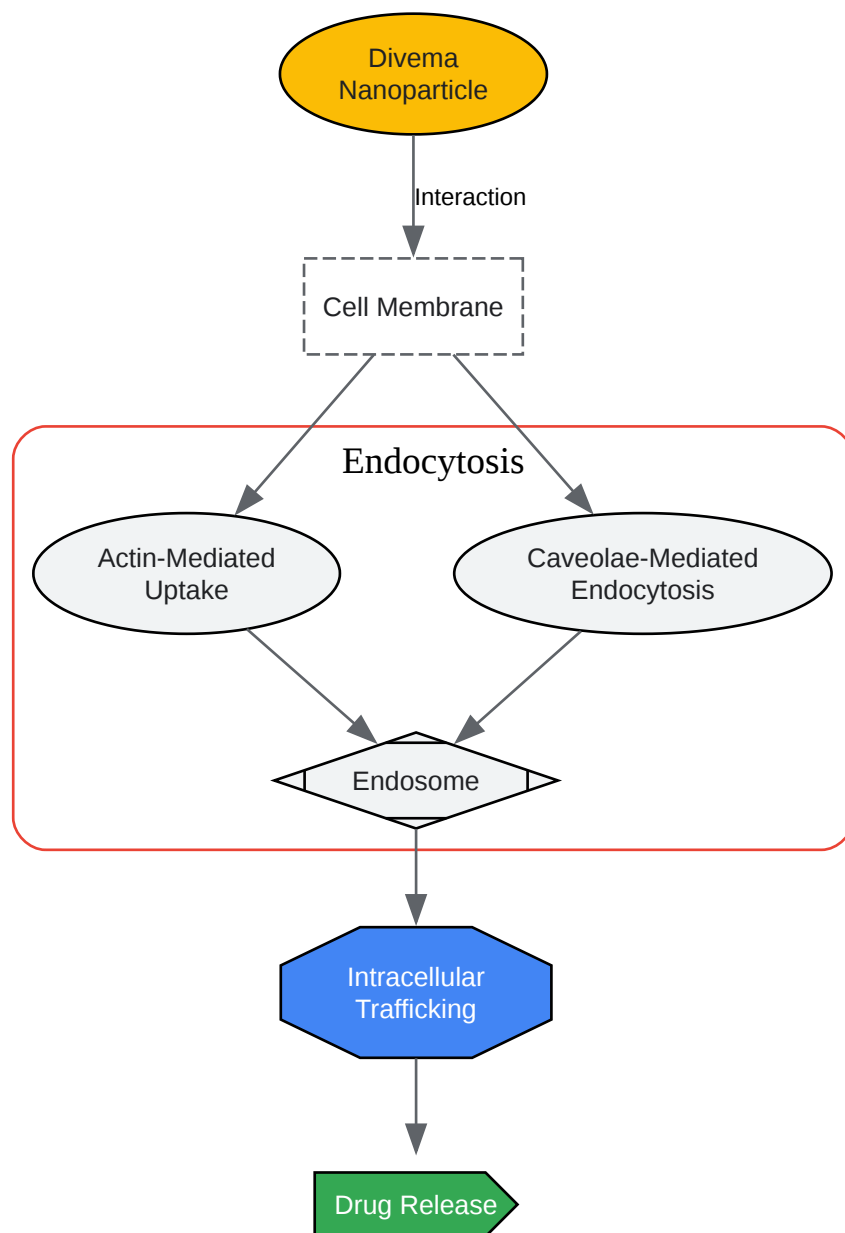 Divema
Nanoparticle
Interaction
Cell Membrane
Endocytosis
Actin-Mediated
Uptake
Caveolae-Mediated
Endocytosis
Endosome
Intracellular
Trafficking
Drug Release